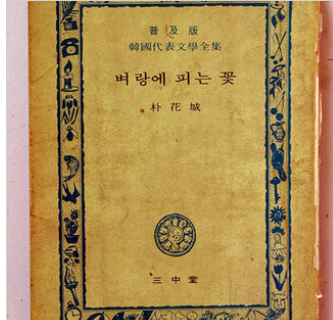 普及版
韓國代表文學全集
벼랑에 피는 꽃
朴花城
三中堂